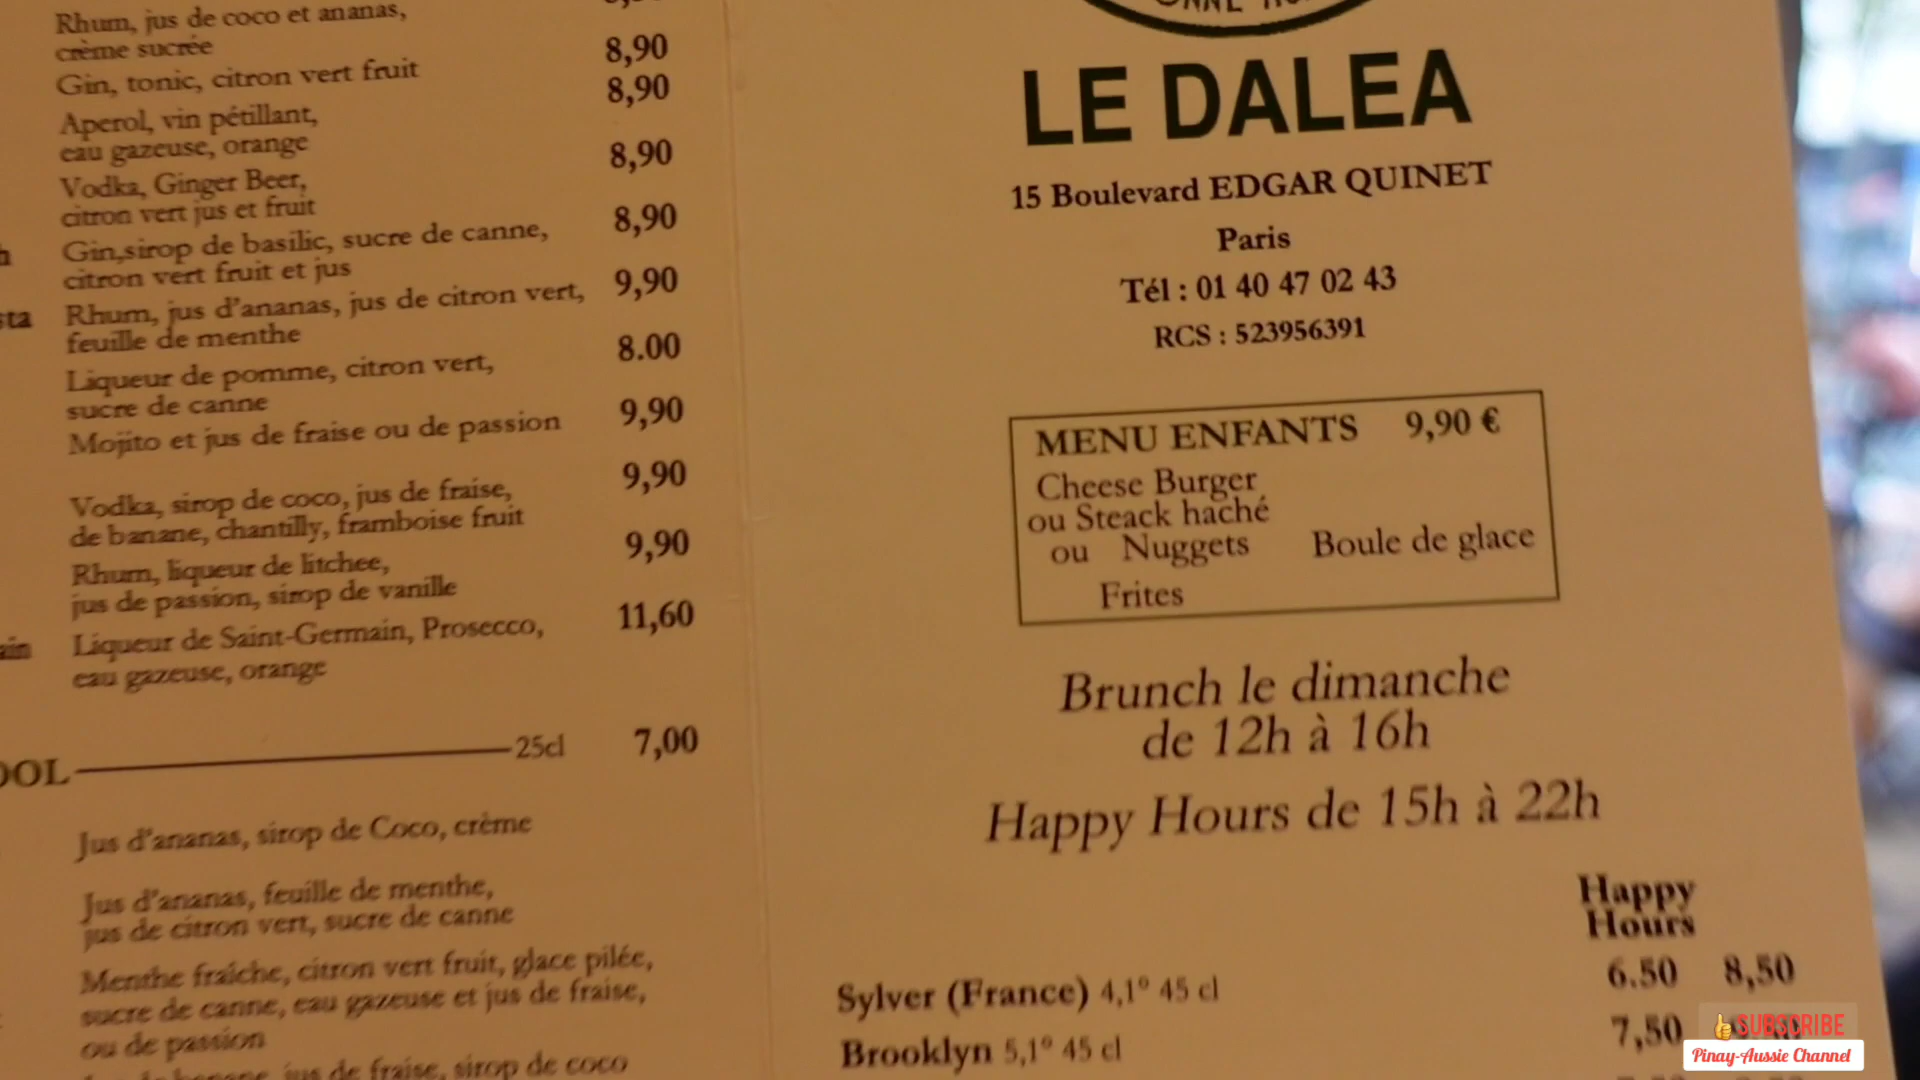 Rhum, jus de coco et ananas,
crème sucrée
8,90
Gin, tonic, citron vert fruit
8,90
Aperol, vin pétillant,
eau gazeuse, orange
8,90
Vodka, Ginger Beer,
citron vert jus et fruit
8,90
Gin,sirop de basilic, sucre de canne,
citron vert fruit et jus
9,90
Rhum, jus d'ananas, jus de citron vert,
feuille de menthe
8.00
Liqueur de pomme, citron vert,
sucre de canne
9,90
Mojito et jus de fraise ou de passion
9,90
Vodka, sirop de coco, jus de fraise,
de banane, chantilly, framboise fruit
9,90
Rhum, liqueur de litchee,
jus de passion, sirop de vanille
11,60
Liqueur de Saint-Germain, Prosecco,
eau gazeuse, orange
25cl 7,00
Jus d'ananas, sirop de Coco, crème
Jus d'ananas, feuille de menthe,
jus de citron vert, sucre de canne
Menthe fraîche, citron vert fruit, glace pilée,
sucre de canne, eau gazeuse et jus de fraise,
ou de passion
jus de fraise, sirop de coco
LE DALEA
15 Boulevard EDGAR QUINET
Paris
Tél : 01 40 47 02 43
RCS : 523956391
MENU ENFANTS 9,90 €
Cheese Burger
ou Steack haché
ou Nuggets Boule de glace
Frites
Brunch le dimanche
de 12h à 16h
Happy Hours de 15h à 22h
Happy
Hours
Sylver (France) 4,1° 45 cl 6.50 8,50
Brooklyn 5,1° 45 cl 7,50
SUBSCRIBE
Pinay-Aussie Channel